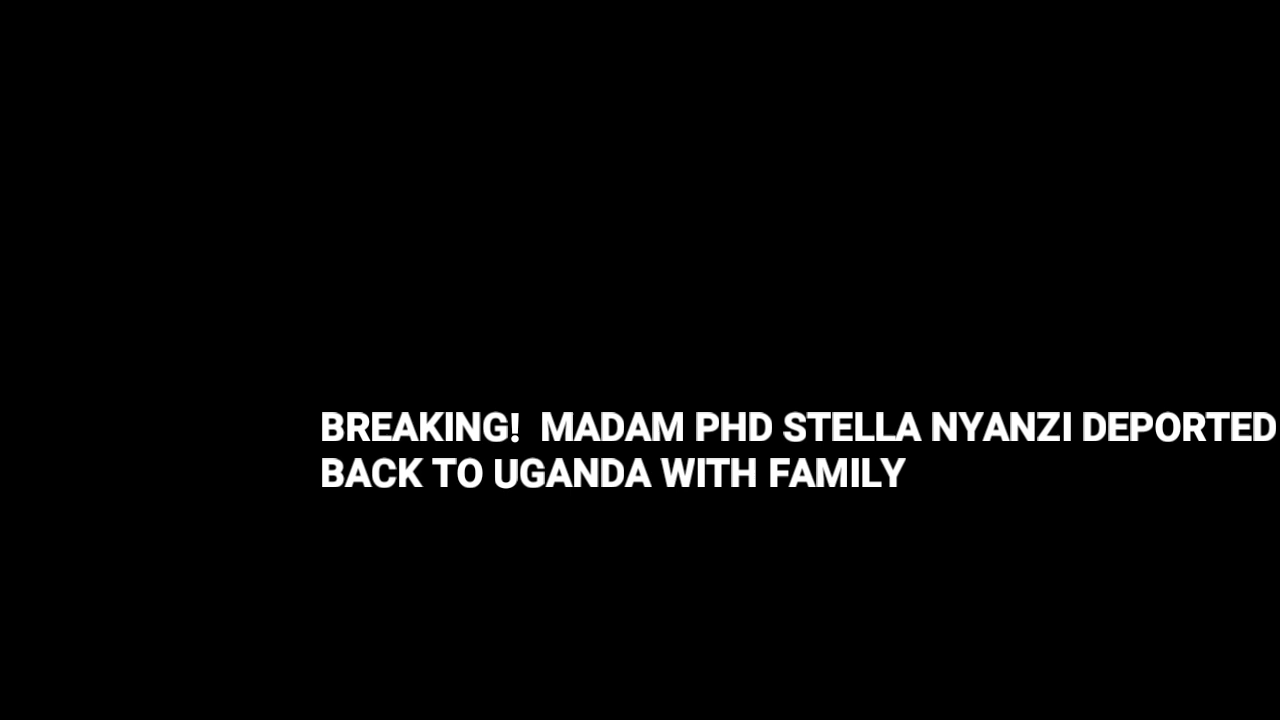 BREAKING!  MADAM PHD STELLA NYANZI DEPORTED
BACK TO UGANDA WITH FAMILY